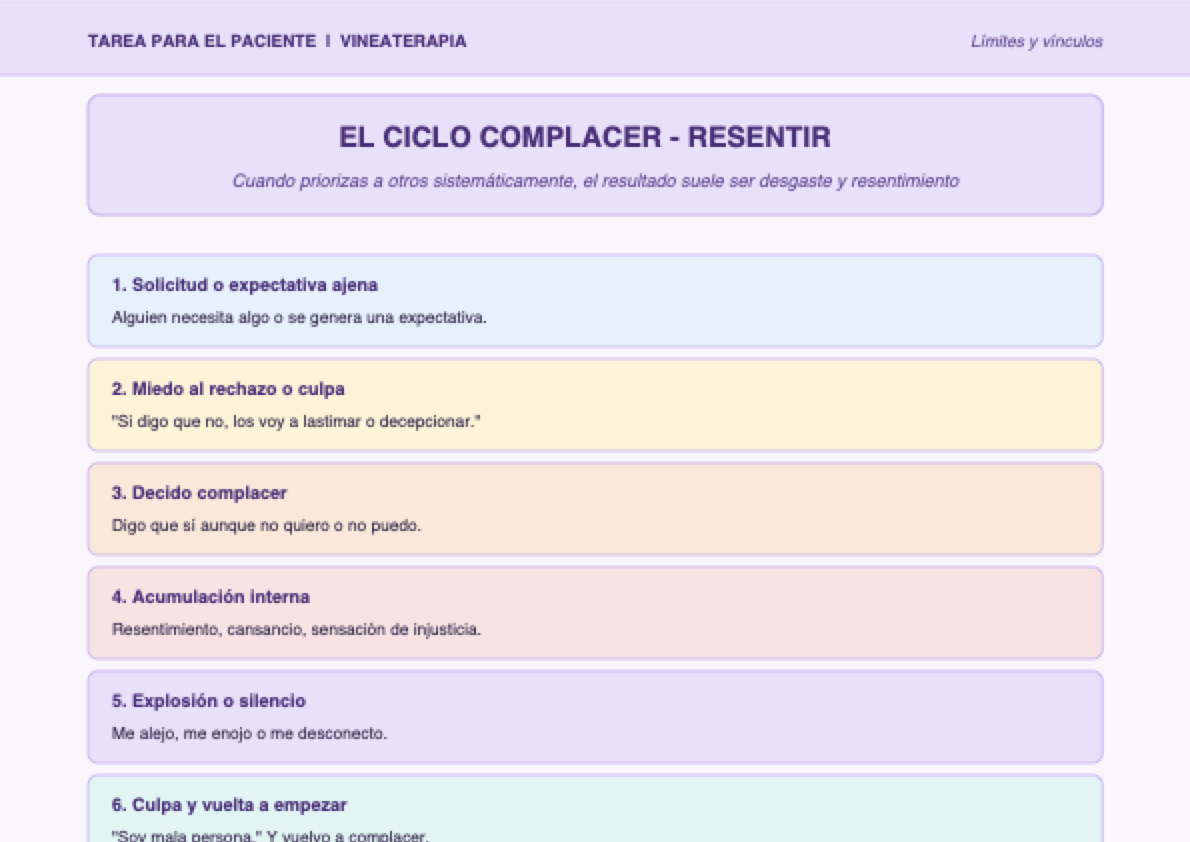 TAREA PARA EL PACIENTE | VINEATERAPIA
Límites y vínculos
EL CICLO COMPLACER - RESENTIR
Cuando priorizas a otros sistemáticamente, el resultado suele ser desgaste y resentimiento
1. Solicitud o expectativa ajena
Alguien necesita algo o se genera una expectativa.
2. Miedo al rechazo o culpa
"Si digo que no, los voy a lastimar o decepcionar."
3. Decido complacer
Digo que sí aunque no quiero o no puedo.
4. Acumulación interna
Resentimiento, cansancio, sensación de injusticia.
5. Explosión o silencio
Me alejo, me enojo o me desconecto.
6. Culpa y vuelta a empezar
"Soy mala persona." Y vuelvo a complacer.